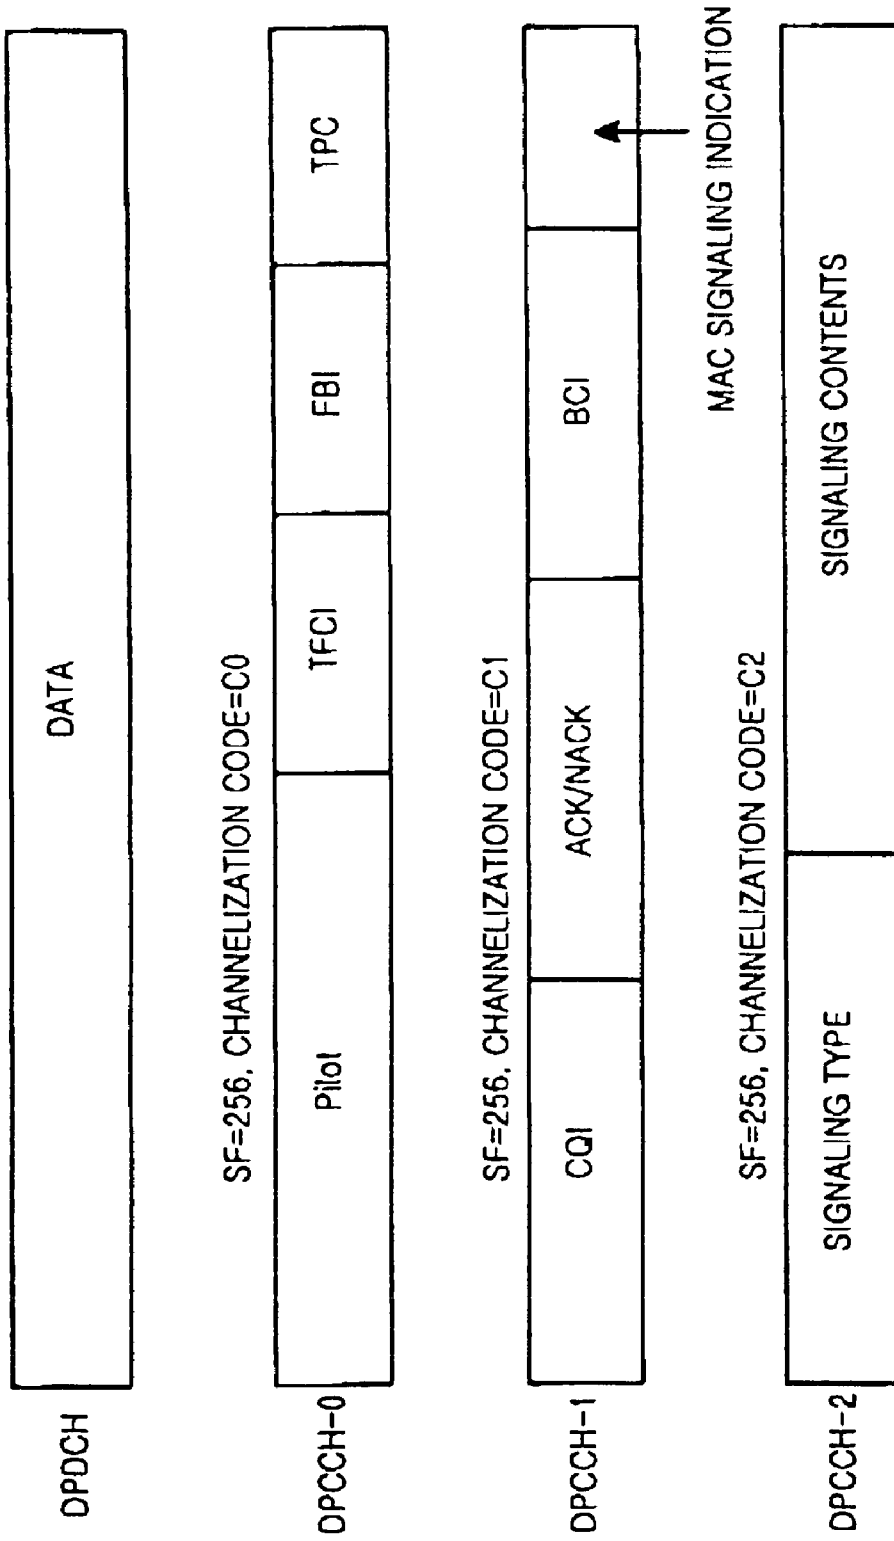 DPDCH
DATA
SF=256, CHANNELIZATION CODE=C0
DPCCH-0
Pilot
TFCI
FBI
TPC
SF=256, CHANNELIZATION CODE=C1
DPCCH-1
CQI
ACK/NACK
BCI
MAC SIGNALING INDICATION
SF=256, CHANNELIZATION CODE=C2
DPCCH-2
SIGNALING TYPE
SIGNALING CONTENTS